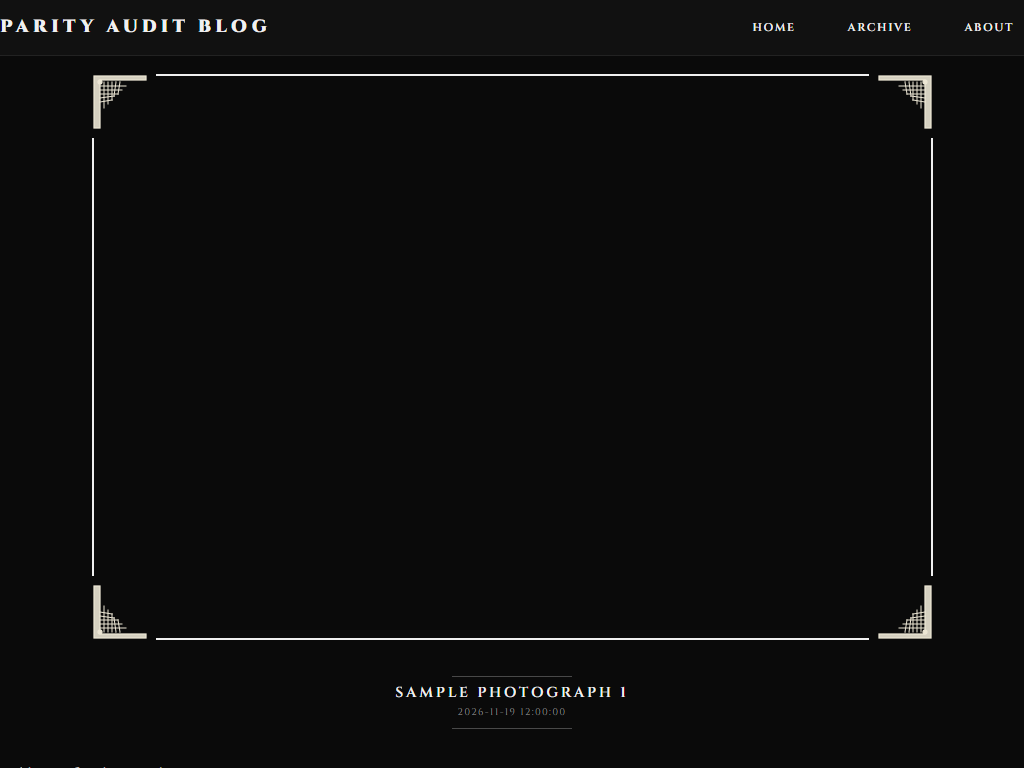 PARITY AUDIT BLOG
HOME ARCHIVE ABOUT
SAMPLE PHOTOGRAPH 1
2026-11-19 12:00:00